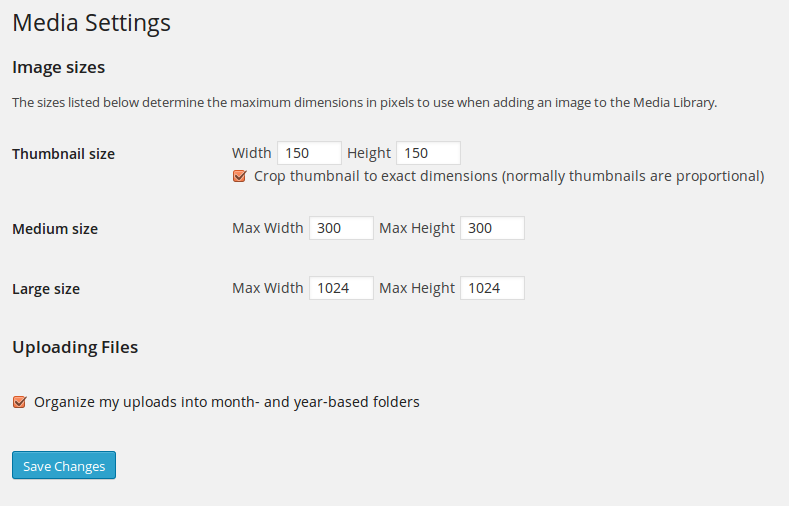 Media Settings
Image sizes
The sizes listed below determine the maximum dimensions in pixels to use when adding an image to the Media Library.
Thumbnail size Width 150 Height 150
Crop thumbnail to exact dimensions (normally thumbnails are proportional)
Medium size Max Width 300 Max Height 300
Large size Max Width 1024 Max Height 1024
Uploading Files
Organize my uploads into month- and year-based folders
Save Changes